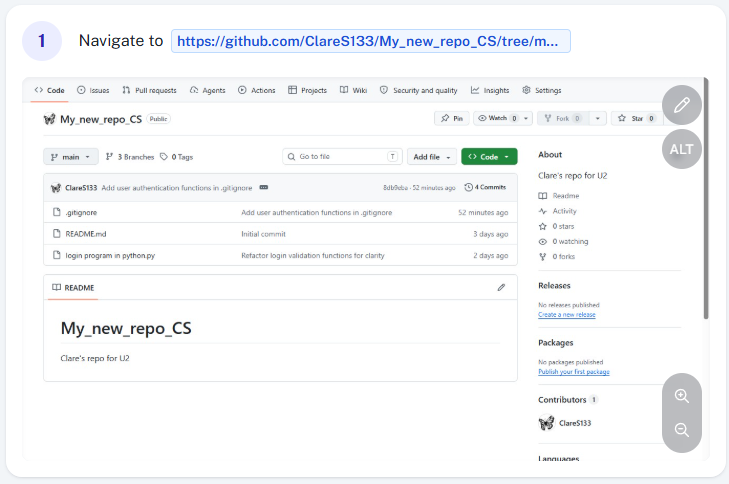 1 Navigate to https://github.com/ClareS133/My_new_repo_CS/tree/m...
Code Issues Pull requests Agents Actions Projects Wiki Security and quality Insights Settings
My_new_repo_CS Public Pin Watch 0 Fork 0 Star 0
ALT
main 3 Branches 0 Tags Go to file T Add file Code
ClareS133 Add user authentication functions in .gitignore 8db9eba · 52 minutes ago 4 Commits
.gitignore Add user authentication functions in .gitignore 52 minutes ago
README.md Initial commit 3 days ago
login program in python.py Refactor login validation functions for clarity 2 days ago
README
My_new_repo_CS
Clare's repo for U2
About
Clare's repo for U2
Readme
Activity
0 stars
0 watching
0 forks
Releases
No releases published
Create a new release
Packages
No packages published
Publish your first package
Contributors 1
ClareS133
Languages